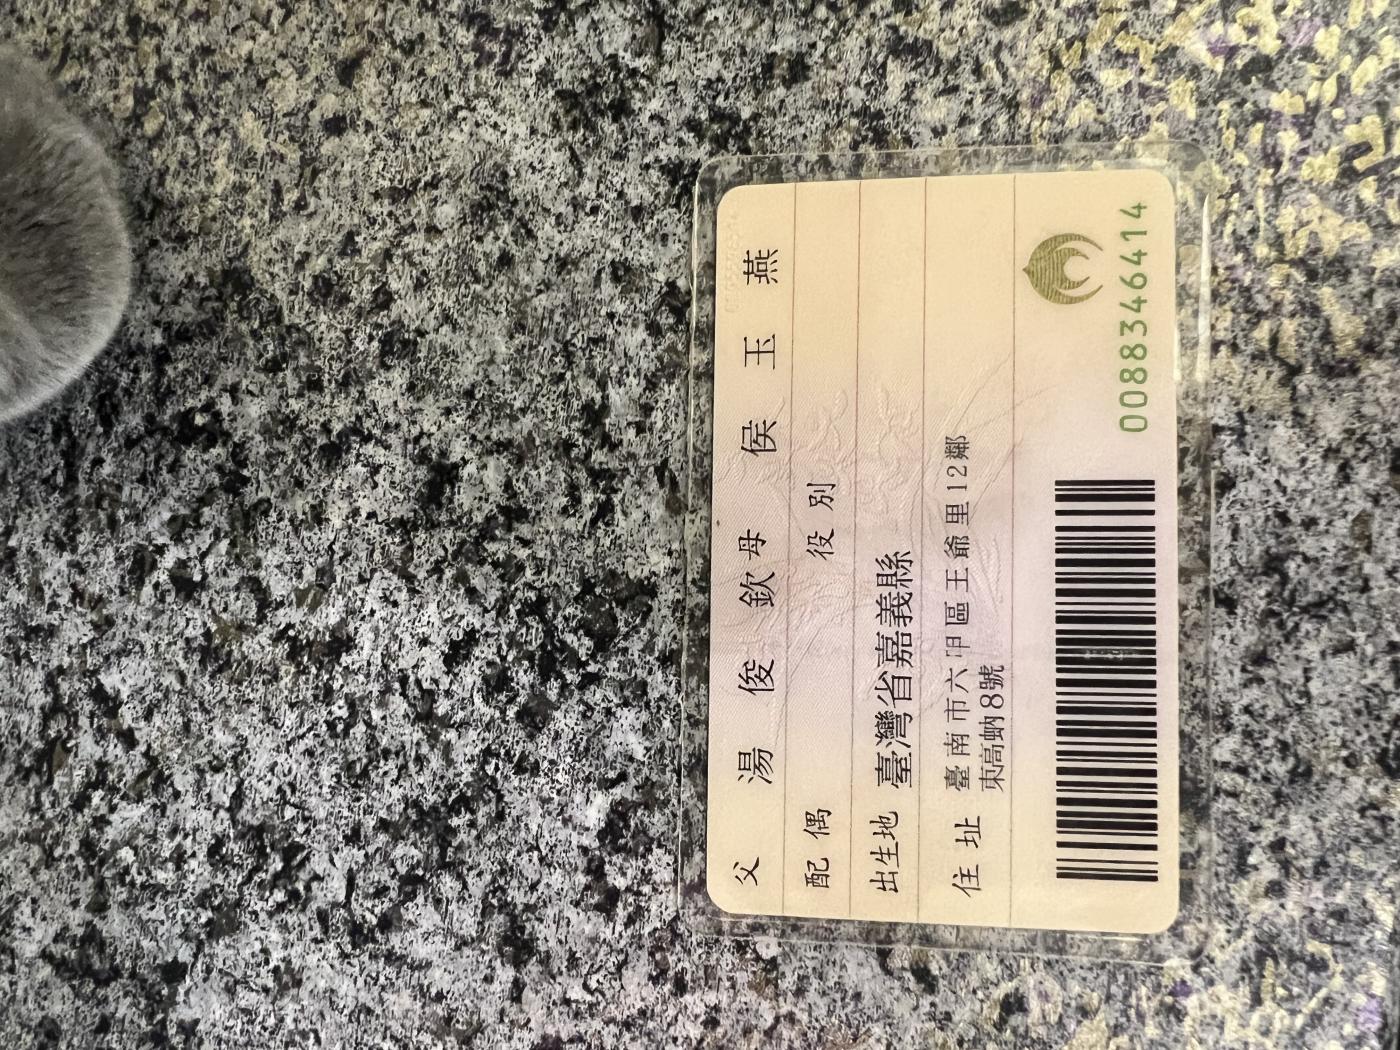 父 湯俊欽 母 侯玉燕
配偶 役別
出生地 臺灣省嘉義縣
住址 臺南市六甲區王爺里12鄰
東高蚋8號
0088346414